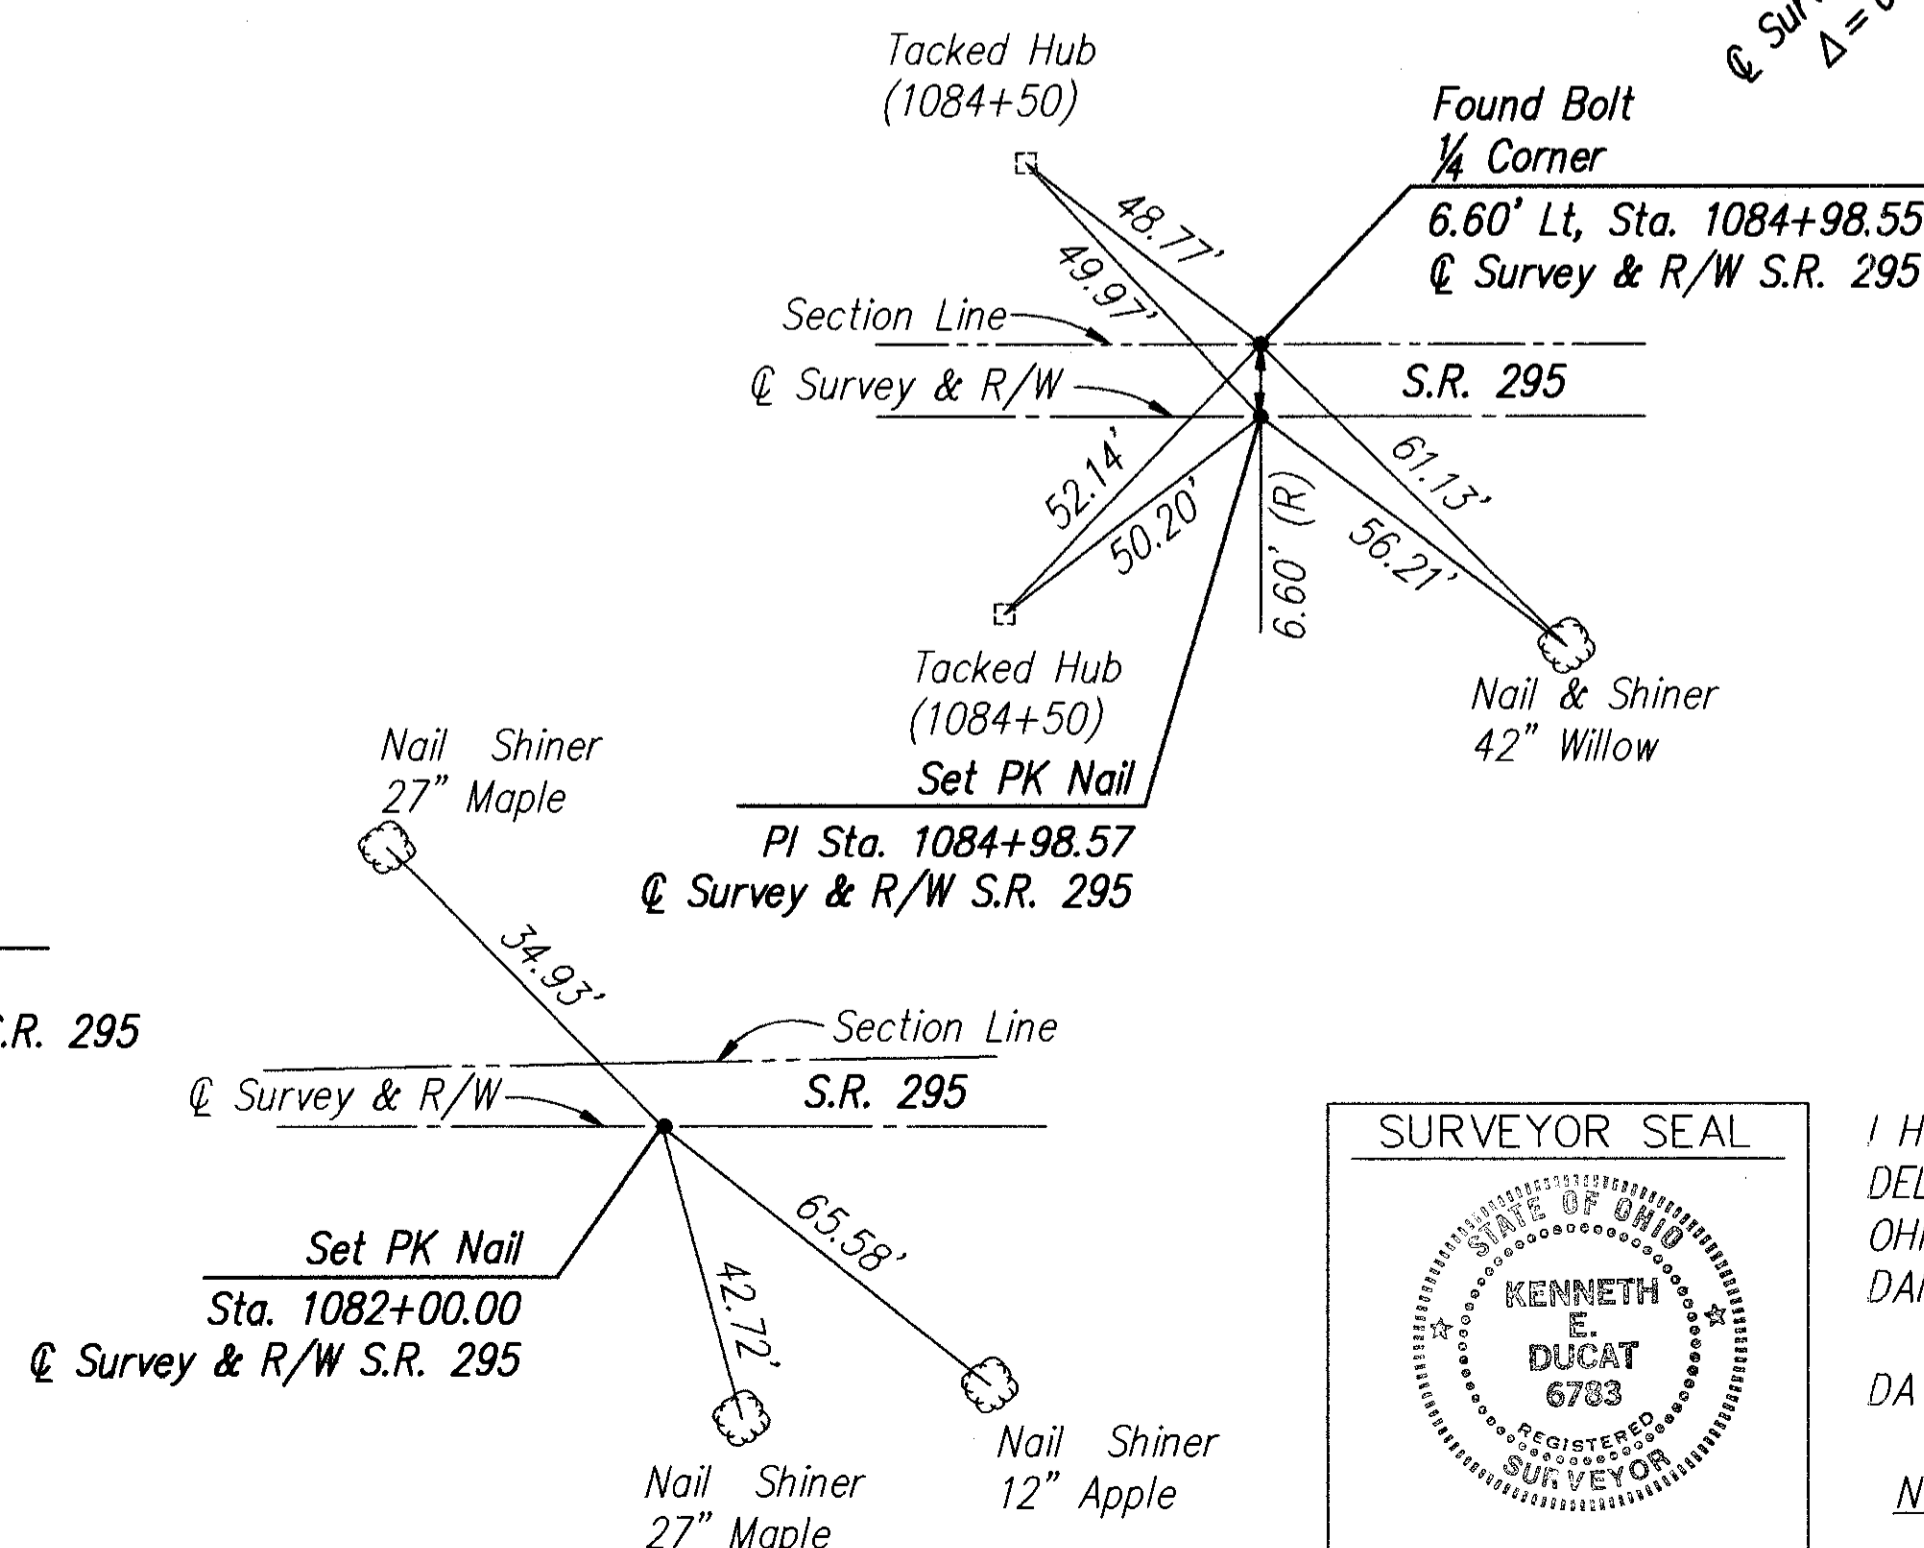 Tacked Hub
(1084+50)
℄ Sur
Δ = 0
Found Bolt
¼ Corner
6.60' Lt, Sta. 1084+98.55
℄ Survey & R/W S.R. 295
48.77'
49.97'
Section Line
℄ Survey & R/W
S.R. 295
52.14'
50.20'
6.60' (R)
61.13'
56.21'
Tacked Hub
(1084+50)
Nail & Shiner
42" Willow
Set PK Nail
PI Sta. 1084+98.57
℄ Survey & R/W S.R. 295
Nail Shiner
27" Maple
34.93'
.R. 295
Section Line
℄ Survey & R/W
S.R. 295
Set PK Nail
Sta. 1082+00.00
℄ Survey & R/W S.R. 295
65.58'
42.72'
Nail Shiner
27" Maple
Nail Shiner
12" Apple
SURVEYOR SEAL
STATE OF OHIO
KENNETH
E.
DUCAT
6783
REGISTERED
SURVEYOR
I H
DEL
OHI
DA
N